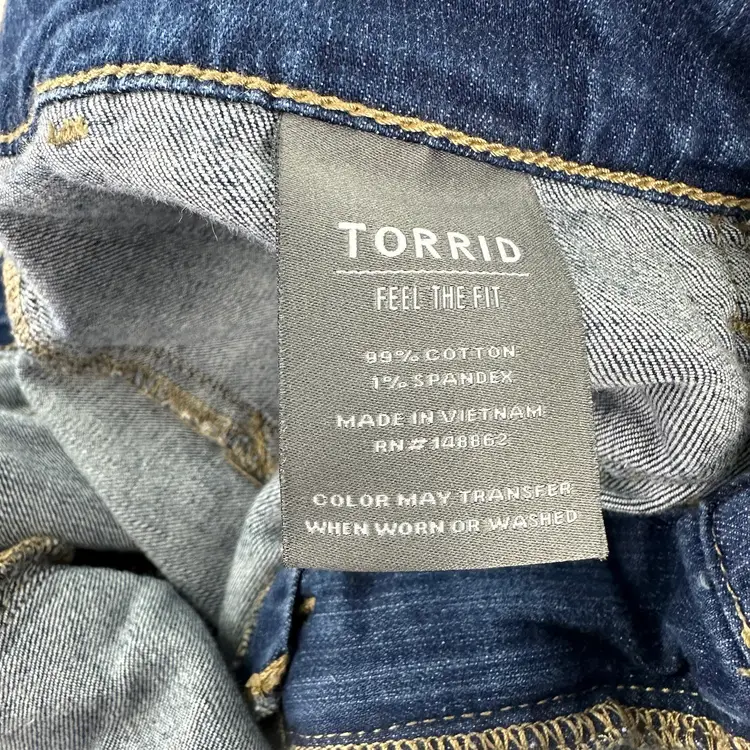 TORRID
FEEL THE FIT
99% COTTON
1% SPANDEX
MADE IN VIETNAM
RN#148862
COLOR MAY TRANSFER
WHEN WORN OR WASHED